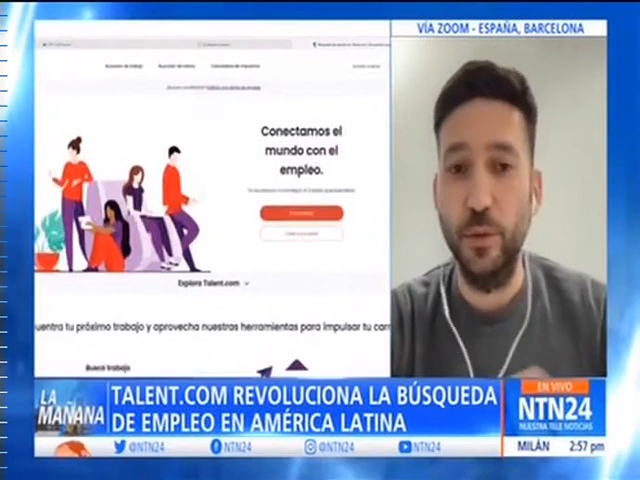 VÍA ZOOM - ESPAÑA, BARCELONA
Conectamos el
mundo con el
empleo.
Explora Talent.com
uentra tu próximo trabajo y aprovecha nuestras herramientas para impulsar tu carr
Busca trabajo
LA
MAÑANA
TALENT.COM REVOLUCIONA LA BÚSQUEDA
DE EMPLEO EN AMÉRICA LATINA
EN VIVO
NTN24
NUESTRA TELE NOTICIAS
@NTN24
NTN24
@NTN24
NTN24
MILÁN 2:57 pm